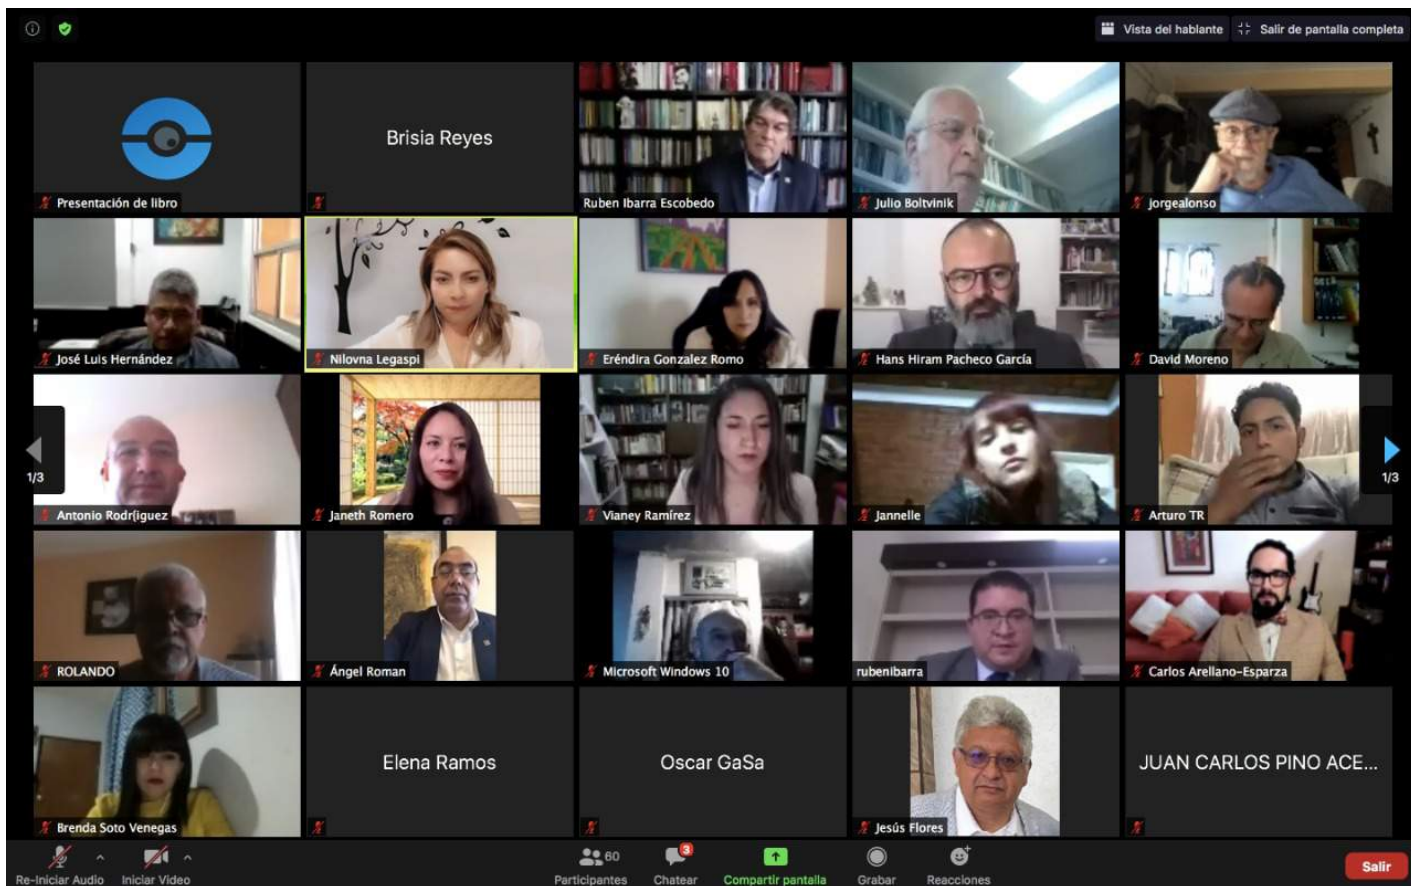 Vista del hablante
Salir de pantalla completa
Presentación de libro
Brisia Reyes
Ruben Ibarra Escobedo
Julio Boltvinik
jorgealonso
José Luis Hernández
Nilovna Legaspi
Eréndira Gonzalez Romo
Hans Hiram Pacheco García
David Moreno
1/3
1/3
Antonio Rodr{iguez
Janeth Romero
Vianey Ramírez
Jannelle
Arturo TR
ROLANDO
Ángel Roman
Microsoft Windows 10
rubenibarra
Carlos Arellano-Esparza
Brenda Soto Venegas
Elena Ramos
Oscar GaSa
Jesús Flores
JUAN CARLOS PINO ACE...
Re-Iniciar Audio
Iniciar Video
60
Participantes
3
Chatear
Compartir pantalla
Grabar
Reacciones
Salir